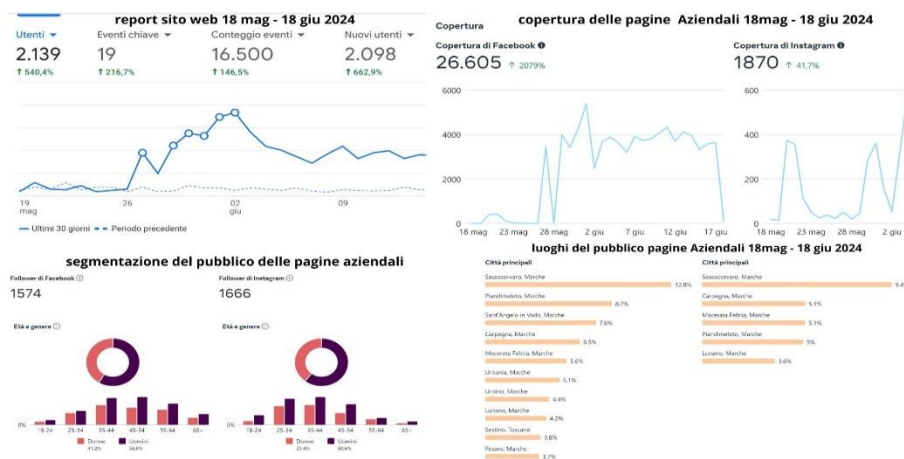 report sito web 18 mag - 18 giu 2024
Utenti
Eventi chiave
Conteggio eventi
Nuovi utenti
2.139
19
16.500
2.098
↑ 540,4%
↑ 216,7%
↑ 146,5%
↑ 662,9%
19
mag
26
02
giu
09
Ultimi 30 giorni
Periodo precedente
copertura delle pagine Aziendali 18mag - 18 giu 2024
Copertura
Copertura di Facebook
26.605 ↑ 2079%
6000
4000
2000
0
18 mag 23 mag 28 mag 2 giu 7 giu 12 giu 17 giu
Copertura di Instagram
1870 ↑ 41,7%
600
400
200
0
18 mag 23 mag 28 mag 2 giu
segmentazione del pubblico delle pagine aziendali
Follower di Facebook
1574
Età e genere
0%
18-24 25-34 35-44 45-54 55-64 65+
Donne
41,2%
Uomini
58,8%
Follower di Instagram
1666
Età e genere
0%
18-24 25-34 35-44 45-54 55-64 65+
Donne
Uomini
luoghi del pubblico pagine Aziendali 18mag - 18 giu 2024
Città principali
Sassocorvaro, Marche
12.8%
Piandimeleto, Marche
Sant'Angelo in Vado, Marche
7.6%
Carpegna, Marche
6.5%
Macerata Feltria, Marche
5.6%
Urbania, Marche
5.1%
Urbino, Marche
4.4%
Lunano, Marche
4.2%
Sestino, Toscana
3.8%
Pesaro, Marche
3.7%
Città principali
Sassocorvaro, Marche
9.4%
Carpegna, Marche
5.1%
Macerata Feltria, Marche
5.1%
Piandimeleto, Marche
5%
Lunano, Marche
3.6%